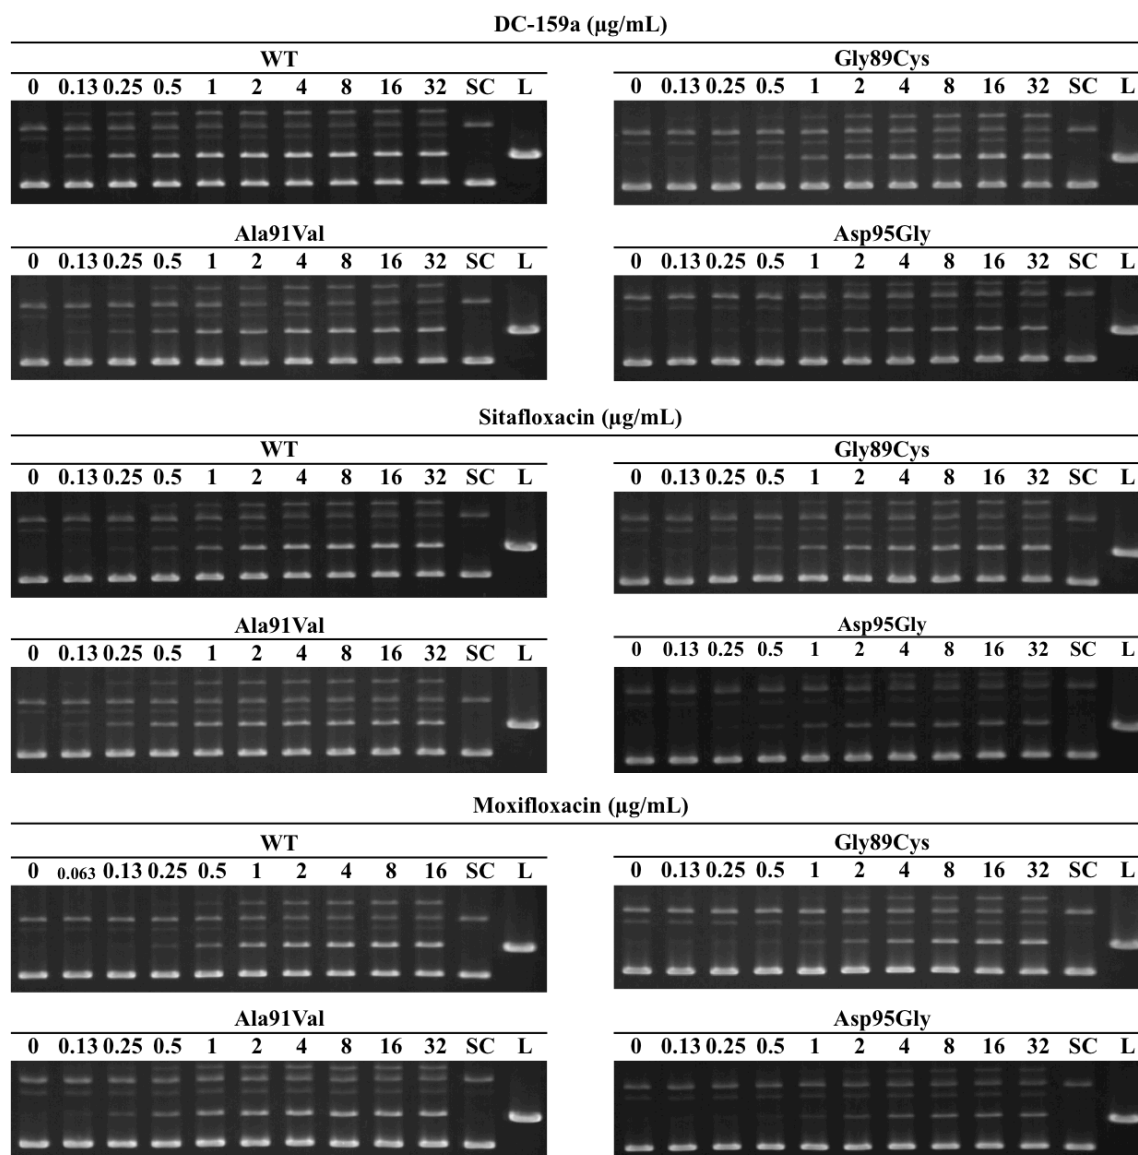 DC-159a (µg/mL)
WT Gly89Cys
0 0.13 0.25 0.5 1 2 4 8 16 32 SC L 0 0.13 0.25 0.5 1 2 4 8 16 32 SC L
Ala91Val Asp95Gly
0 0.13 0.25 0.5 1 2 4 8 16 32 SC L 0 0.13 0.25 0.5 1 2 4 8 16 32 SC L
Sitafloxacin (µg/mL)
WT Gly89Cys
0 0.13 0.25 0.5 1 2 4 8 16 32 SC L 0 0.13 0.25 0.5 1 2 4 8 16 32 SC L
Ala91Val Asp95Gly
0 0.13 0.25 0.5 1 2 4 8 16 32 SC L 0 0.13 0.25 0.5 1 2 4 8 16 32 SC L
Moxifloxacin (µg/mL)
WT Gly89Cys
0 0.063 0.13 0.25 0.5 1 2 4 8 16 SC L 0 0.13 0.25 0.5 1 2 4 8 16 32 SC L
Ala91Val Asp95Gly
0 0.13 0.25 0.5 1 2 4 8 16 32 SC L 0 0.13 0.25 0.5 1 2 4 8 16 32 SC L